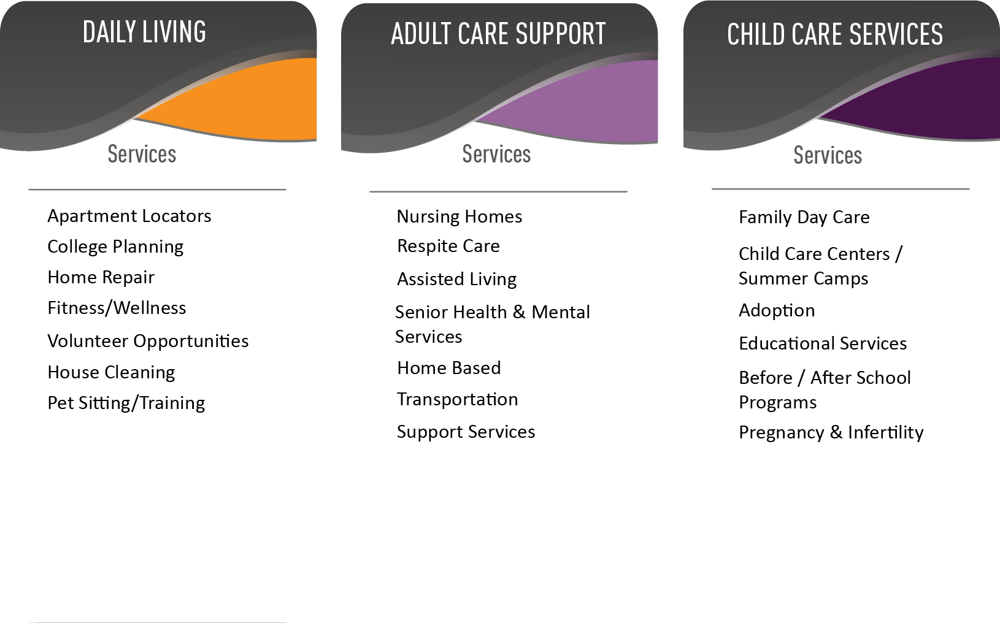 DAILY LIVING
Services
Apartment Locators
College Planning
Home Repair
Fitness/Wellness
Volunteer Opportunities
House Cleaning
Pet Sitting/Training
ADULT CARE SUPPORT
Services
Nursing Homes
Respite Care
Assisted Living
Senior Health & Mental
Services
Home Based
Transportation
Support Services
CHILD CARE SERVICES
Services
Family Day Care
Child Care Centers /
Summer Camps
Adoption
Educational Services
Before / After School
Programs
Pregnancy & Infertility